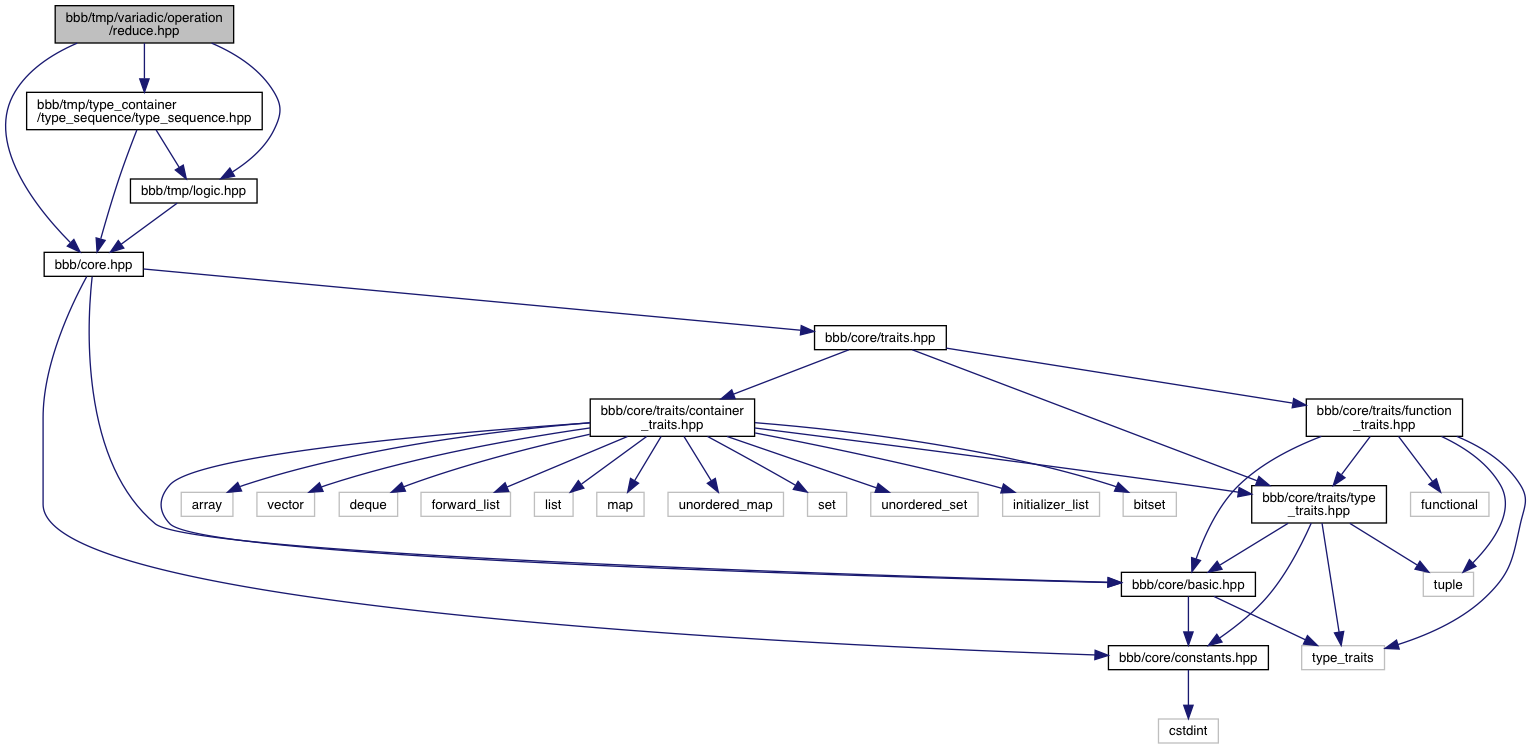 bbb/tmp/variadic/operation
/reduce.hpp
bbb/tmp/type_container
/type_sequence/type_sequence.hpp
bbb/tmp/logic.hpp
bbb/core.hpp
bbb/core/traits.hpp
bbb/core/traits/container
_traits.hpp
bbb/core/traits/function
_traits.hpp
array
vector
deque
forward_list
list
map
unordered_map
set
unordered_set
initializer_list
bitset
bbb/core/traits/type
_traits.hpp
functional
bbb/core/basic.hpp
tuple
bbb/core/constants.hpp
type_traits
cstdint